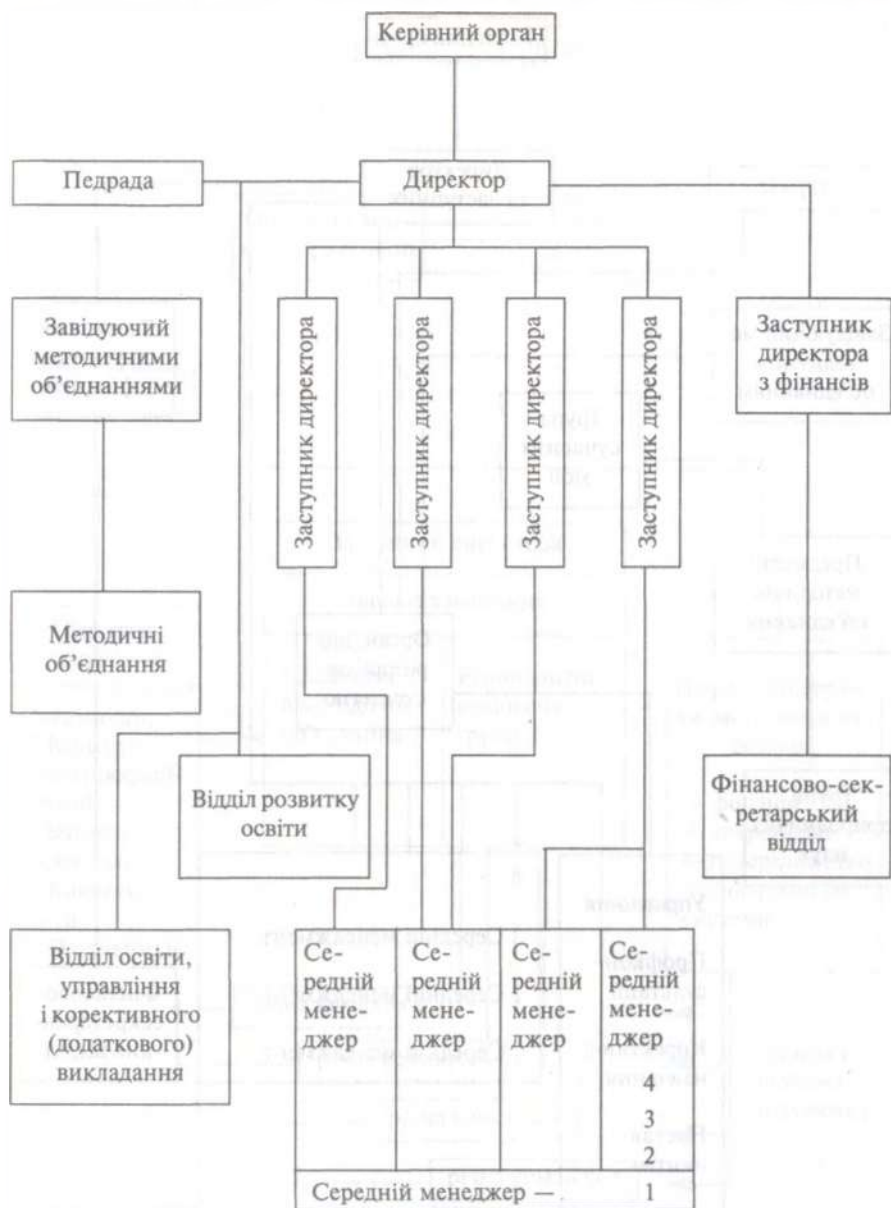 Керівний орган
Педрада
Директор
Завідуючий
методичними
об’єднаннями
Заступник директора
Заступник директора
Заступник директора
Заступник директора
Заступник
директора
з фінансів
Методичні
об’єднання
Відділ розвитку
освіти
Фінансово-сек-
ретарський
відділ
Відділ освіти,
управління
і корективного
(додаткового)
викладання
Се-
редній
мене-
джер
Се-
редній
мене-
джер
Се-
редній
мене-
джер
Се-
редній
мене-
джер
4
3
2
Середній менеджер — 1